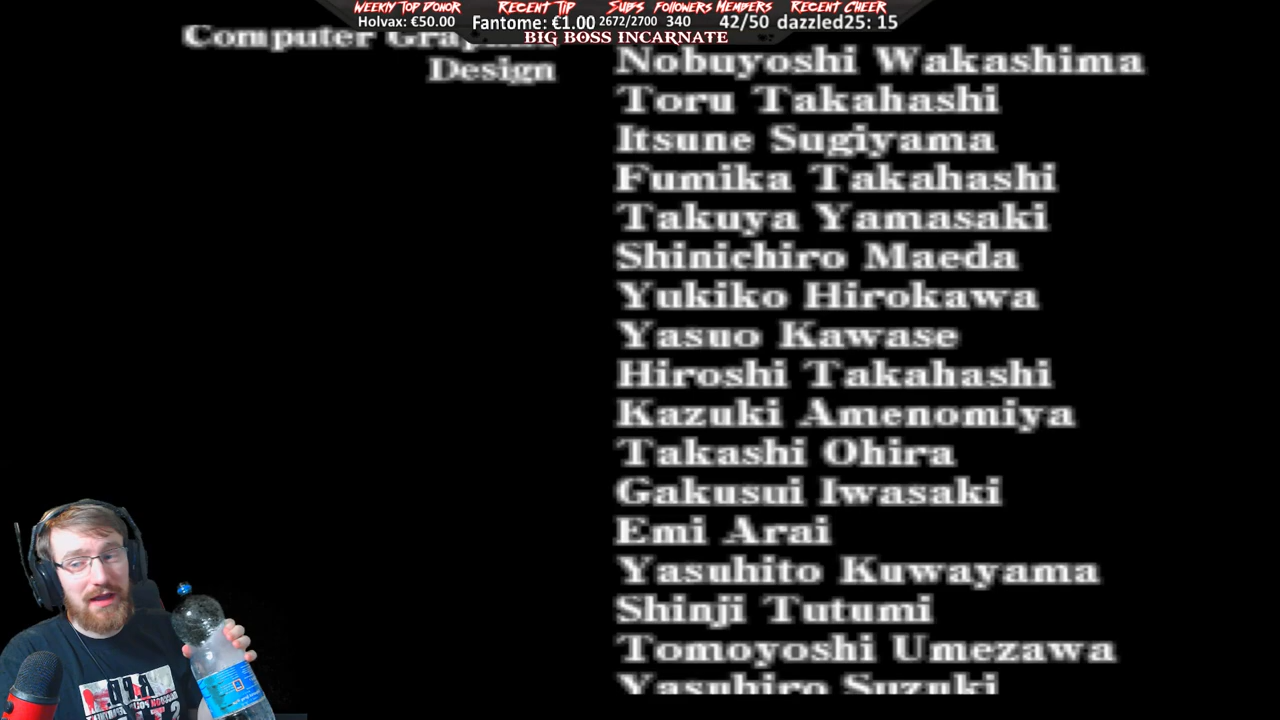 WEEKLY TOP DONOR
Holvax: €50.00
RECENT TIP
Fantome: €1.00
SUBS
2672/2700
FOLLOWERS
340
MEMBERS
42/50
RECENT CHEER
dazzled25: 15
BIG BOSS INCARNATE
Computer
Design
Nobuyoshi Wakashima
Toru Takahashi
Itsune Sugiyama
Fumika Takahashi
Takuya Yamasaki
Shinichiro Maeda
Yukiko Hirokawa
Yasuo Kawase
Hiroshi Takahashi
Kazuki Amenomiya
Takashi Ohira
Gakusui Iwasaki
Emi Arai
Yasuhito Kuwayama
Shinji Tutumi
Tomoyoshi Umezawa
Yasuhiro Suzuki